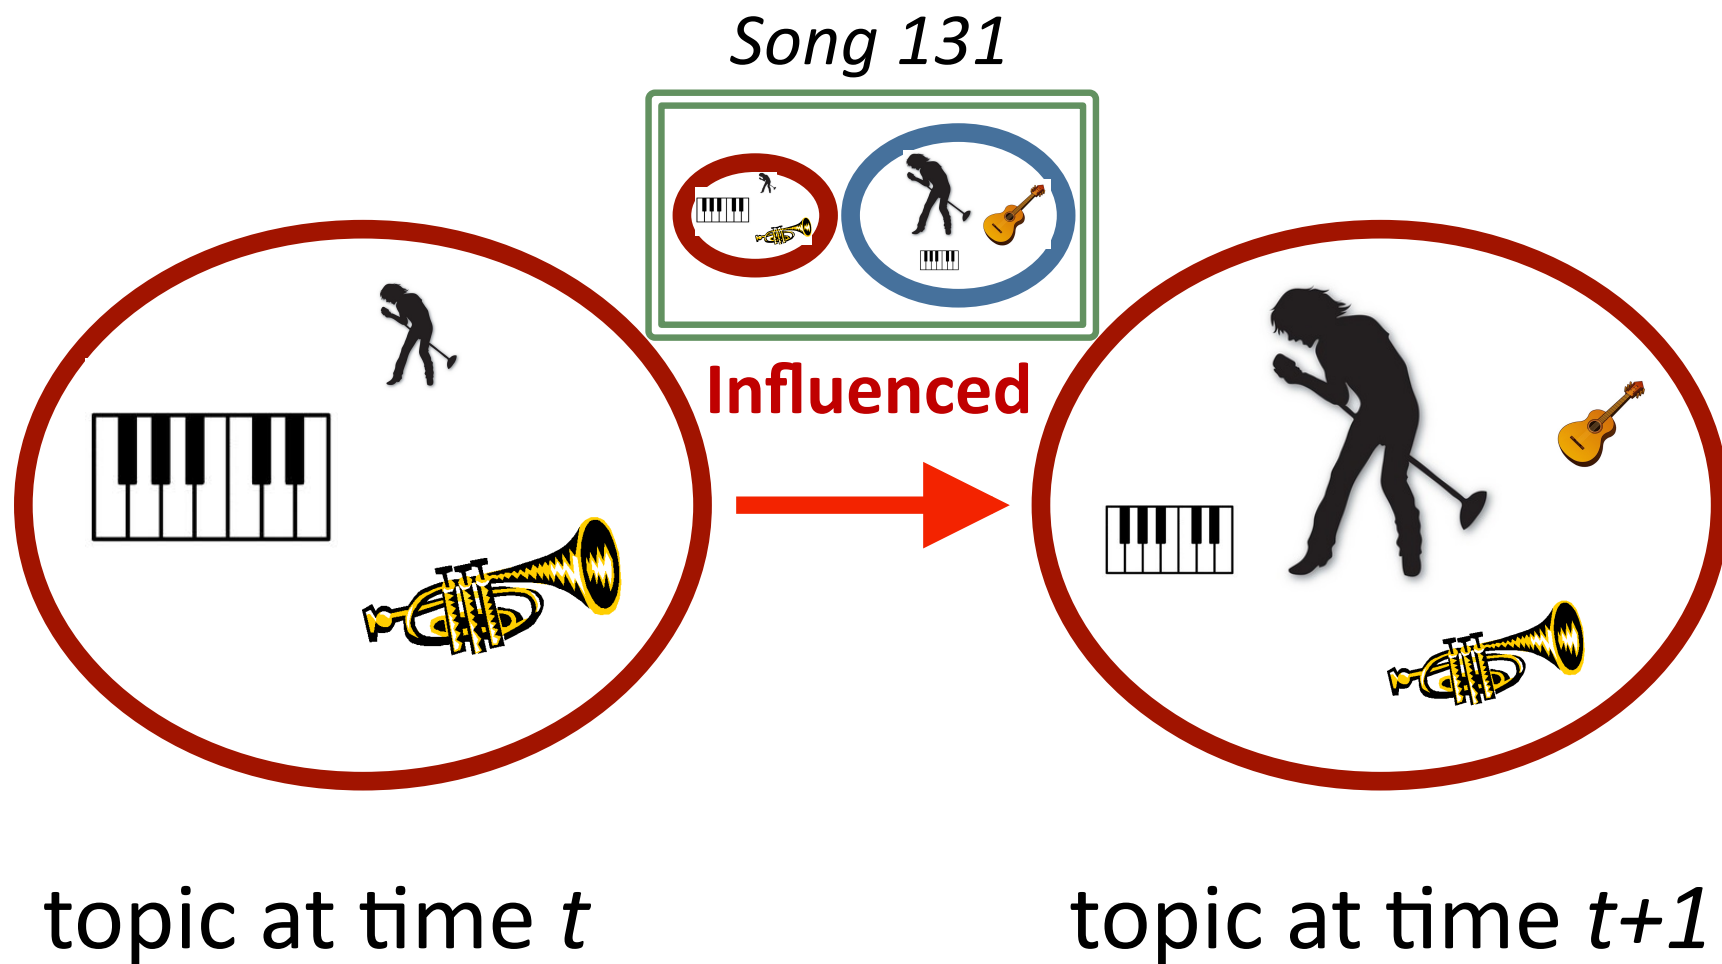 Song 131
Influenced
topic at time t
topic at time t+1